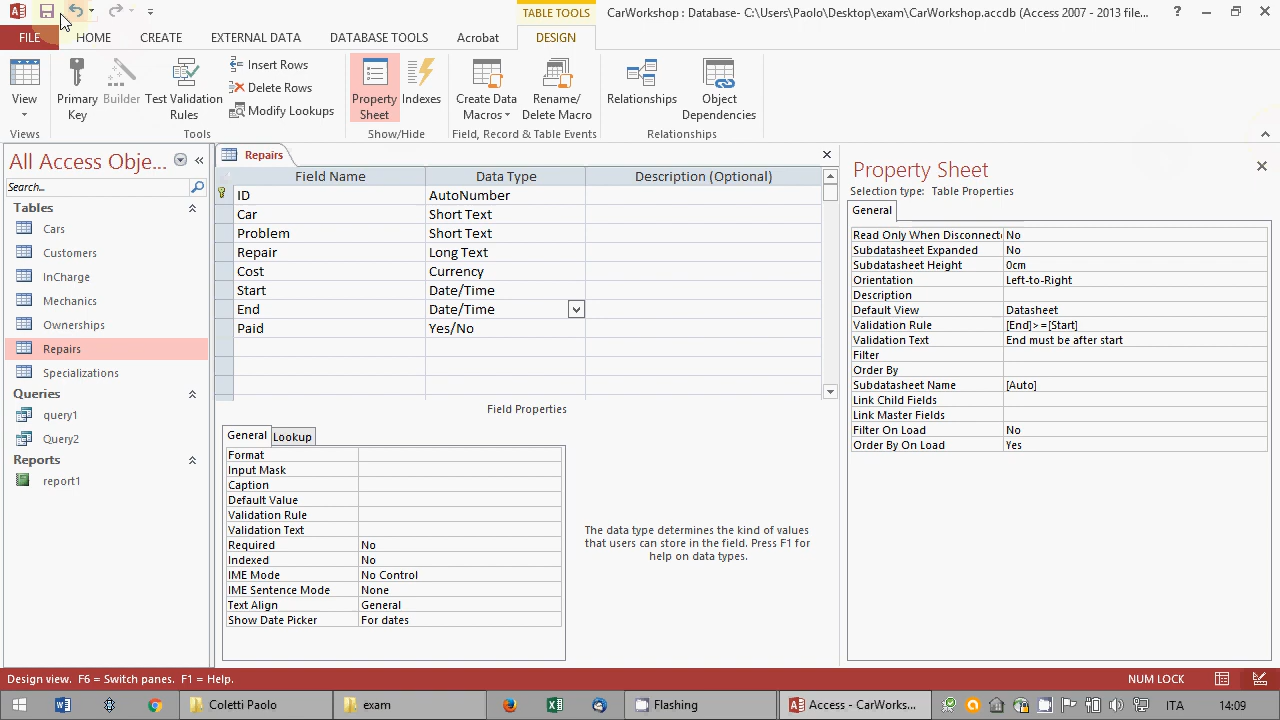 TABLE TOOLS
CarWorkshop : Database- C:\Users\Paolo\Desktop\exam\CarWorkshop.accdb (Access 2007 - 2013 file...
FILE HOME CREATE EXTERNAL DATA DATABASE TOOLS Acrobat DESIGN
View
Primary Key
Builder
Test Validation Rules
Insert Rows
Delete Rows
Modify Lookups
Property Sheet
Indexes
Create Data Macros
Rename/ Delete Macro
Relationships
Object Dependencies
Views Tools Show/Hide Field, Record & Table Events Relationships
All Access Obje...
Search...
Tables
Cars
Customers
InCharge
Mechanics
Ownerships
Repairs
Specializations
Queries
query1
Query2
Reports
report1
Repairs
Field Name Data Type Description (Optional)
ID AutoNumber
Car Short Text
Problem Short Text
Repair Long Text
Cost Currency
Start Date/Time
End Date/Time
Paid Yes/No
Field Properties
General Lookup
Format
Input Mask
Caption
Default Value
Validation Rule
Validation Text
Required No
Indexed No
IME Mode No Control
IME Sentence Mode None
Text Align General
Show Date Picker For dates
The data type determines the kind of values
that users can store in the field. Press F1 for
help on data types.
Property Sheet
Selection type: Table Properties
General
Read Only When Disconnecte No
Subdatasheet Expanded No
Subdatasheet Height 0cm
Orientation Left-to-Right
Description
Default View Datasheet
Validation Rule [End]>=[Start]
Validation Text End must be after start
Filter
Order By
Subdatasheet Name [Auto]
Link Child Fields
Link Master Fields
Filter On Load No
Order By On Load Yes
Design view. F6 = Switch panes. F1 = Help. NUM LOCK
Coletti Paolo exam Flashing Access - CarWorks... ITA 14:09